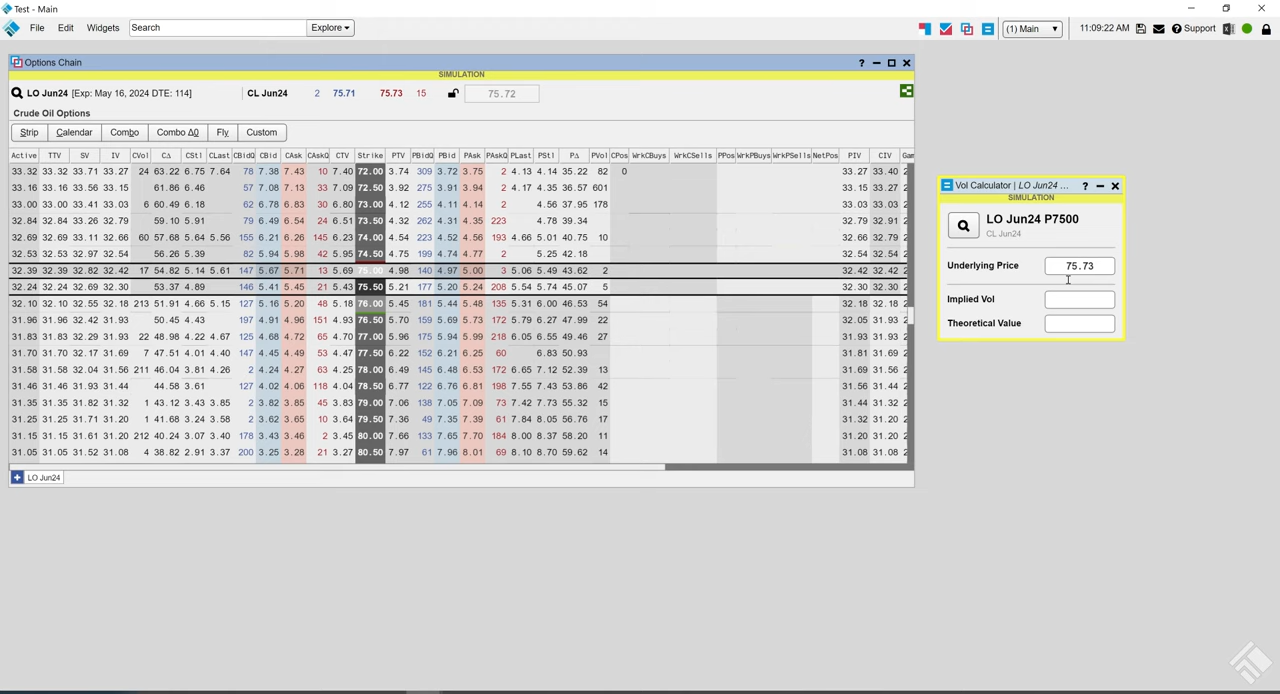 Test - Main
File Edit Widgets Search Explore (1) Main 11:09:22 AM Support
Options Chain ?
SIMULATION
LO Jun24 [Exp: May 16, 2024 DTE: 114] CL Jun24 2 75.71 75.73 15 75.72
Crude Oil Options
Strip Calendar Combo Combo ΔQ Fly Custom
Active TTV SV IV CVol CΔ CStl CLast CBidQ CBid CAsk CAskQ CTV Strike PTV PBidQ PBid PAsk PAskQ PLast PStl PΔ PVol CPos WrkCBuys WrkCSells PPos WrkPBuys WrkPSells NetPos PIV CIV Gam
33.32 33.32 33.71 33.27 24 63.22 6.75 7.64 78 7.38 7.43 10 7.40 72.00 3.74 309 3.72 3.75 2 4.13 4.14 35.22 82 0 33.27 33.40 2
33.16 33.16 33.56 33.15 61.86 6.46 57 7.08 7.13 33 7.09 72.50 3.92 275 3.91 3.94 2 4.17 4.35 36.57 601 33.15 33.27 2
33.00 33.00 33.41 33.03 6 60.49 6.18 62 6.78 6.83 30 6.80 73.00 4.12 255 4.11 4.14 2 4.56 37.95 178 33.03 33.03 2
32.84 32.84 33.26 32.79 59.10 5.91 79 6.49 6.54 24 6.51 73.50 4.32 262 4.31 4.35 223 4.78 39.34 32.79 32.91 2
32.69 32.69 33.11 32.66 60 57.68 5.64 5.56 155 6.21 6.26 145 6.23 74.00 4.54 223 4.52 4.56 193 4.66 5.01 40.75 10 32.66 32.79 2
32.53 32.53 32.97 32.54 56.26 5.39 82 5.94 5.98 42 5.95 74.50 4.75 199 4.74 4.77 2 5.25 42.18 32.54 32.54 2
32.39 32.39 32.82 32.42 17 54.82 5.14 5.61 147 5.67 5.71 13 5.69 75.00 4.98 140 4.97 5.00 3 5.06 5.49 43.62 2 32.42 32.42 2
32.24 32.24 32.69 32.30 53.37 4.89 146 5.41 5.45 21 5.43 75.50 5.21 177 5.20 5.24 208 5.54 5.74 45.07 5 32.30 32.30 2
32.10 32.10 32.55 32.18 213 51.91 4.66 5.15 127 5.16 5.20 48 5.18 76.00 5.45 181 5.44 5.48 135 5.31 6.00 46.53 54 32.18 32.18 2
31.96 31.96 32.42 31.93 50.45 4.43 197 4.91 4.96 151 4.93 76.50 5.70 159 5.69 5.73 172 5.79 6.27 47.99 22 32.05 31.93 2
31.83 31.83 32.29 31.93 22 48.98 4.22 4.67 125 4.68 4.72 65 4.70 77.00 5.96 175 5.94 5.99 218 6.05 6.55 49.46 27 31.93 31.93 2
31.70 31.70 32.17 31.69 7 47.51 4.01 4.40 147 4.45 4.49 53 4.47 77.50 6.22 152 6.21 6.25 60 6.83 50.93 31.81 31.69 2
31.58 31.58 32.04 31.56 211 46.04 3.81 4.26 2 4.24 4.27 63 4.25 78.00 6.49 145 6.48 6.53 172 6.65 7.12 52.39 13 31.69 31.56 2
31.46 31.46 31.93 31.44 44.58 3.61 127 4.02 4.06 118 4.04 78.50 6.77 122 6.76 6.81 198 7.55 7.43 53.86 42 31.56 31.44 2
31.35 31.35 31.82 31.32 1 43.12 3.43 3.85 2 3.82 3.85 45 3.83 79.00 7.06 138 7.05 7.09 73 7.42 7.73 55.32 15 31.44 31.32 2
31.25 31.25 31.71 31.20 1 41.68 3.24 3.58 2 3.62 3.65 10 3.64 79.50 7.36 49 7.35 7.39 61 7.84 8.05 56.76 17 31.32 31.20 2
31.15 31.15 31.61 31.20 212 40.24 3.07 3.40 178 3.43 3.46 2 3.45 80.00 7.66 133 7.65 7.70 184 8.00 8.37 58.20 11 31.20 31.20 2
31.05 31.05 31.52 31.08 4 38.82 2.91 3.37 200 3.25 3.28 21 3.27 80.50 7.97 61 7.96 8.01 69 8.10 8.70 59.62 14 31.08 31.08 2
LO Jun24
Vol Calculator | LO Jun24 ... ?
SIMULATION
LO Jun24 P7500
CL Jun24
Underlying Price 75.73
Implied Vol
Theoretical Value